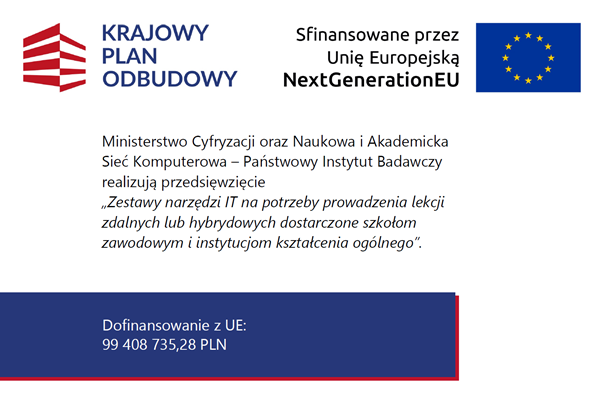 KRAJOWY
PLAN
ODBUDOWY
Sfinansowane przez
Unię Europejską
NextGenerationEU
Ministerstwo Cyfryzacji oraz Naukowa i Akademicka
Sieć Komputerowa – Państwowy Instytut Badawczy
realizują przedsięwzięcie
„Zestawy narzędzi IT na potrzeby prowadzenia lekcji
zdalnych lub hybrydowych dostarczone szkołom
zawodowym i instytucjom kształcenia ogólnego”.
Dofinansowanie z UE:
99 408 735,28 PLN